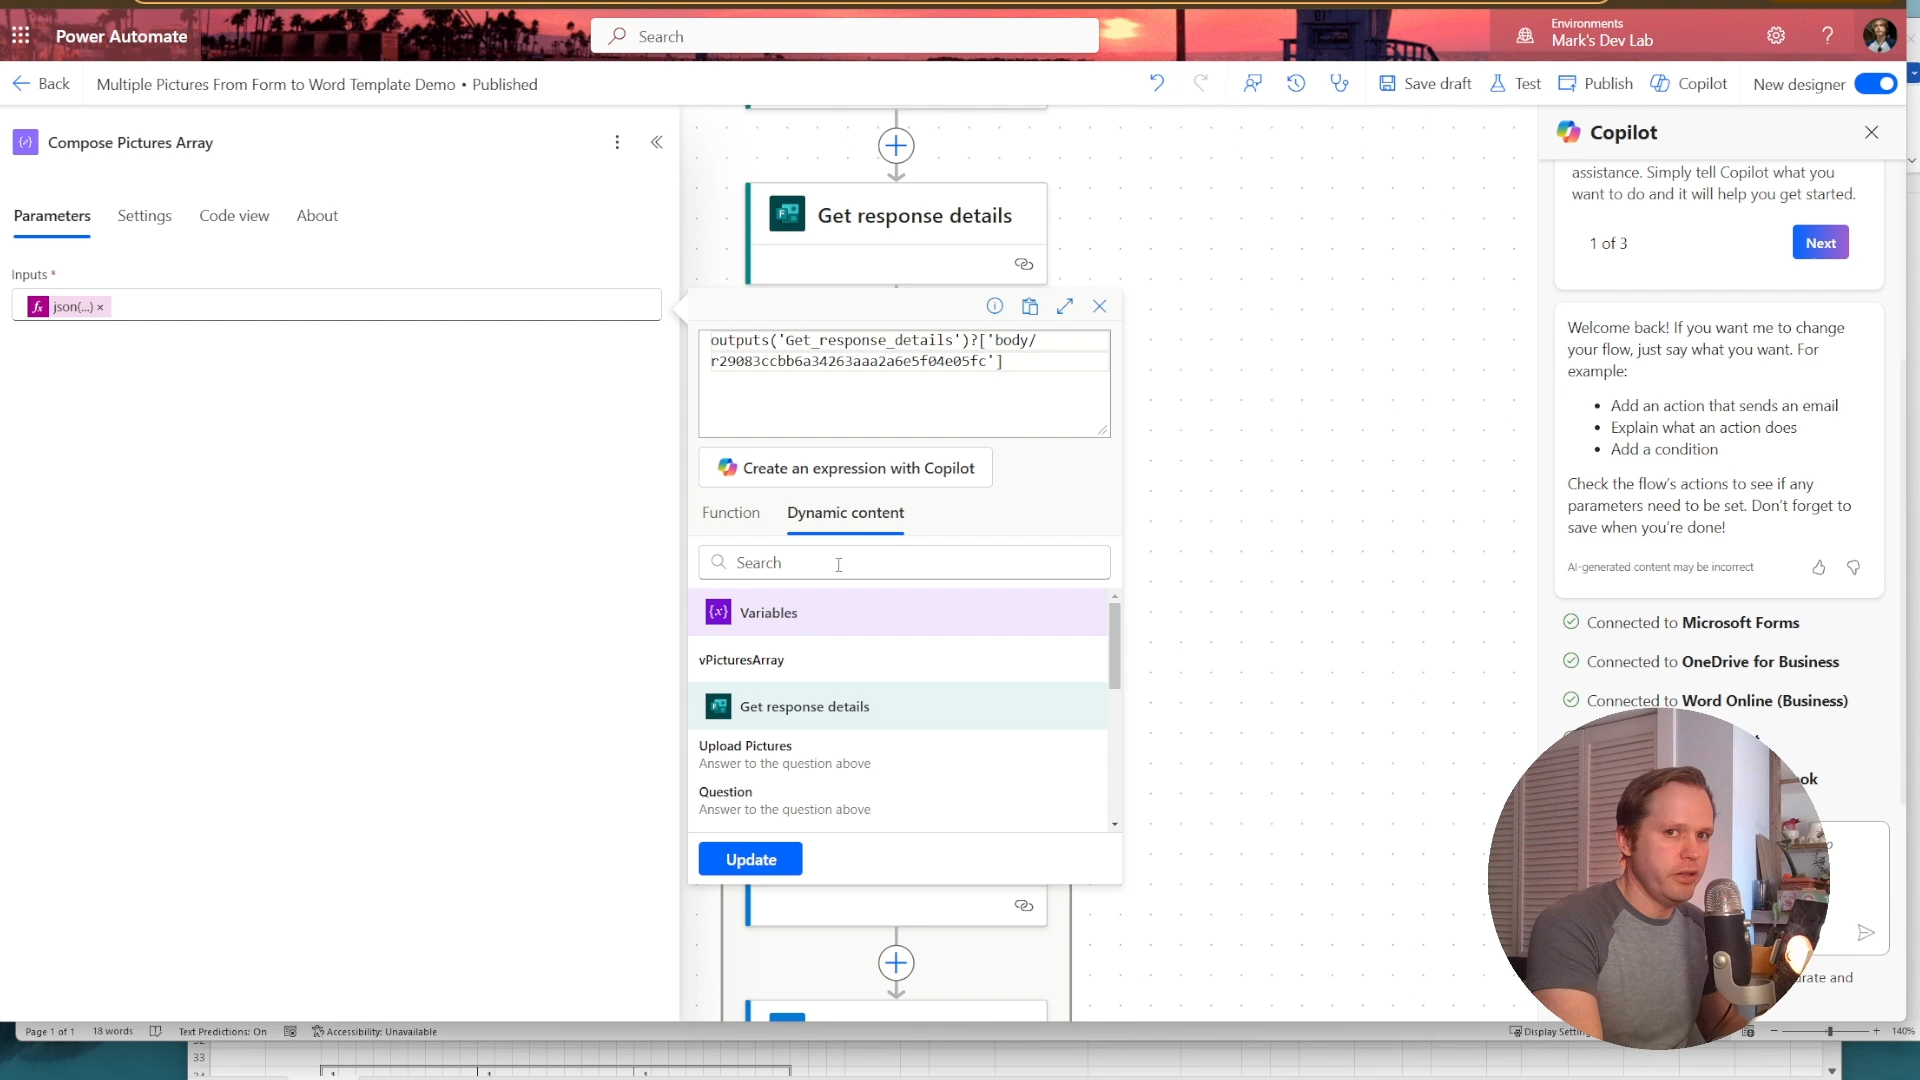 Power Automate
Search
Environments
Mark's Dev Lab
Back
Multiple Pictures From Form to Word Template Demo • Published
Save draft
Test
Publish
Copilot
New designer
Compose Pictures Array
Parameters
Settings
Code view
About
Inputs *
json(...) ×
Get response details
outputs('Get_response_details')?['body/
r29083ccbb6a34263aaa2a6e5f04e05fc']
Create an expression with Copilot
Function
Dynamic content
Search
Variables
vPicturesArray
Get response details
Upload Pictures
Answer to the question above
Question
Answer to the question above
Update
Copilot
assistance. Simply tell Copilot what you
want to do and it will help you get started.
1 of 3
Next
Welcome back! If you want me to change
your flow, just say what you want. For
example:
• Add an action that sends an email
• Explain what an action does
• Add a condition
Check the flow's actions to see if any
parameters need to be set. Don't forget to
save when you're done!
AI-generated content may be incorrect
Connected to Microsoft Forms
Connected to OneDrive for Business
Connected to Word Online (Business)
ook
and
Page 1 of 1
18 words
Text Predictions: On
Accessibility: Unavailable
Display Settin
140%
33